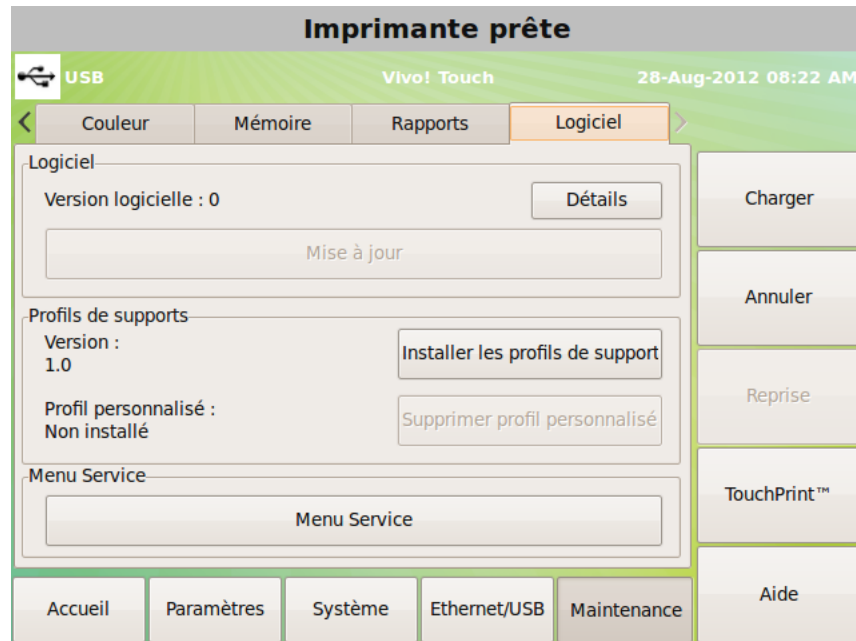 Imprimante prête
USB
Vivo! Touch
28-Aug-2012 08:22 AM
Couleur
Mémoire
Rapports
Logiciel
Logiciel
Version logicielle : 0
Détails
Mise à jour
Profils de supports
Version :
1.0
Installer les profils de support
Profil personnalisé :
Non installé
Supprimer profil personnalisé
Menu Service
Menu Service
Charger
Annuler
Reprise
TouchPrint™
Aide
Accueil
Paramètres
Système
Ethernet/USB
Maintenance